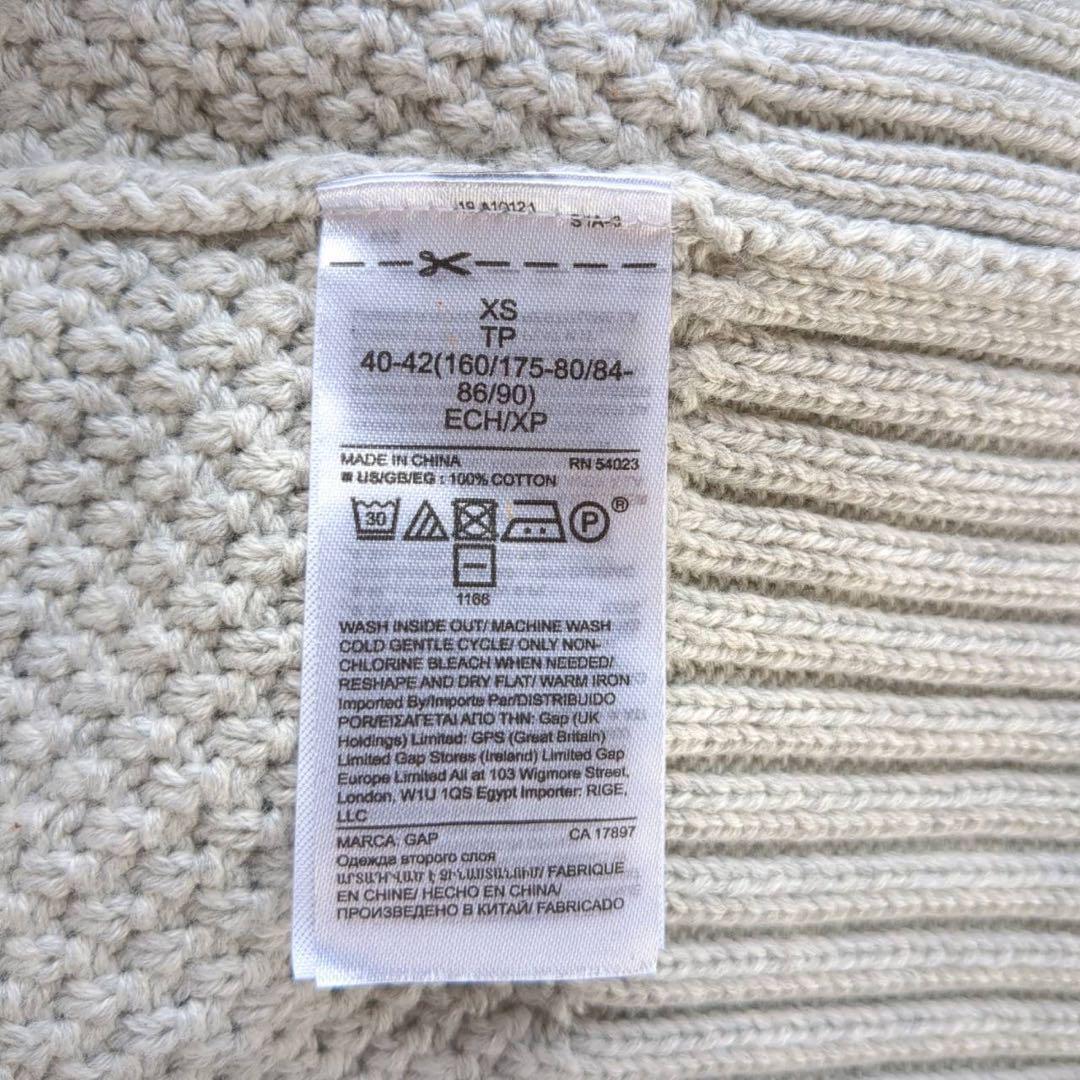 XS
TP
40-42(160/175-80/84-
86/90)
ECH/XP
MADE IN CHINA RN 54023
US/GB/EG : 100% COTTON
30 P ®
1166
WASH INSIDE OUT/ MACHINE WASH
COLD GENTLE CYCLE/ ONLY NON-
CHLORINE BLEACH WHEN NEEDED/
RESHAPE AND DRY FLAT/ WARM IRON
Imported By/Imports Par/DISTRIBUIDO
POR/ΕΙΣΑΓΕΤΑΙ ΑΠΟ ΤΗΝ: Gap (UK
Holdings) Limited: GPS (Great Britain)
Limited Gap Stores (Ireland) Limited Gap
Europe Limited All at 103 Wigmore Street,
London, W1U 1QS Egypt Importer: RIGE,
LLC
MARCA: GAP CA 17897
Одежда второго слоя
ԱՐՏԱԴՐՎԱԾ Է ՉԻՆԱՍՏԱՆՈՒՄ/ FABRIQUE
EN CHINE/ HECHO EN CHINA/
ПРОИЗВЕДЕНО В КИТАЙ/ FABRICADO